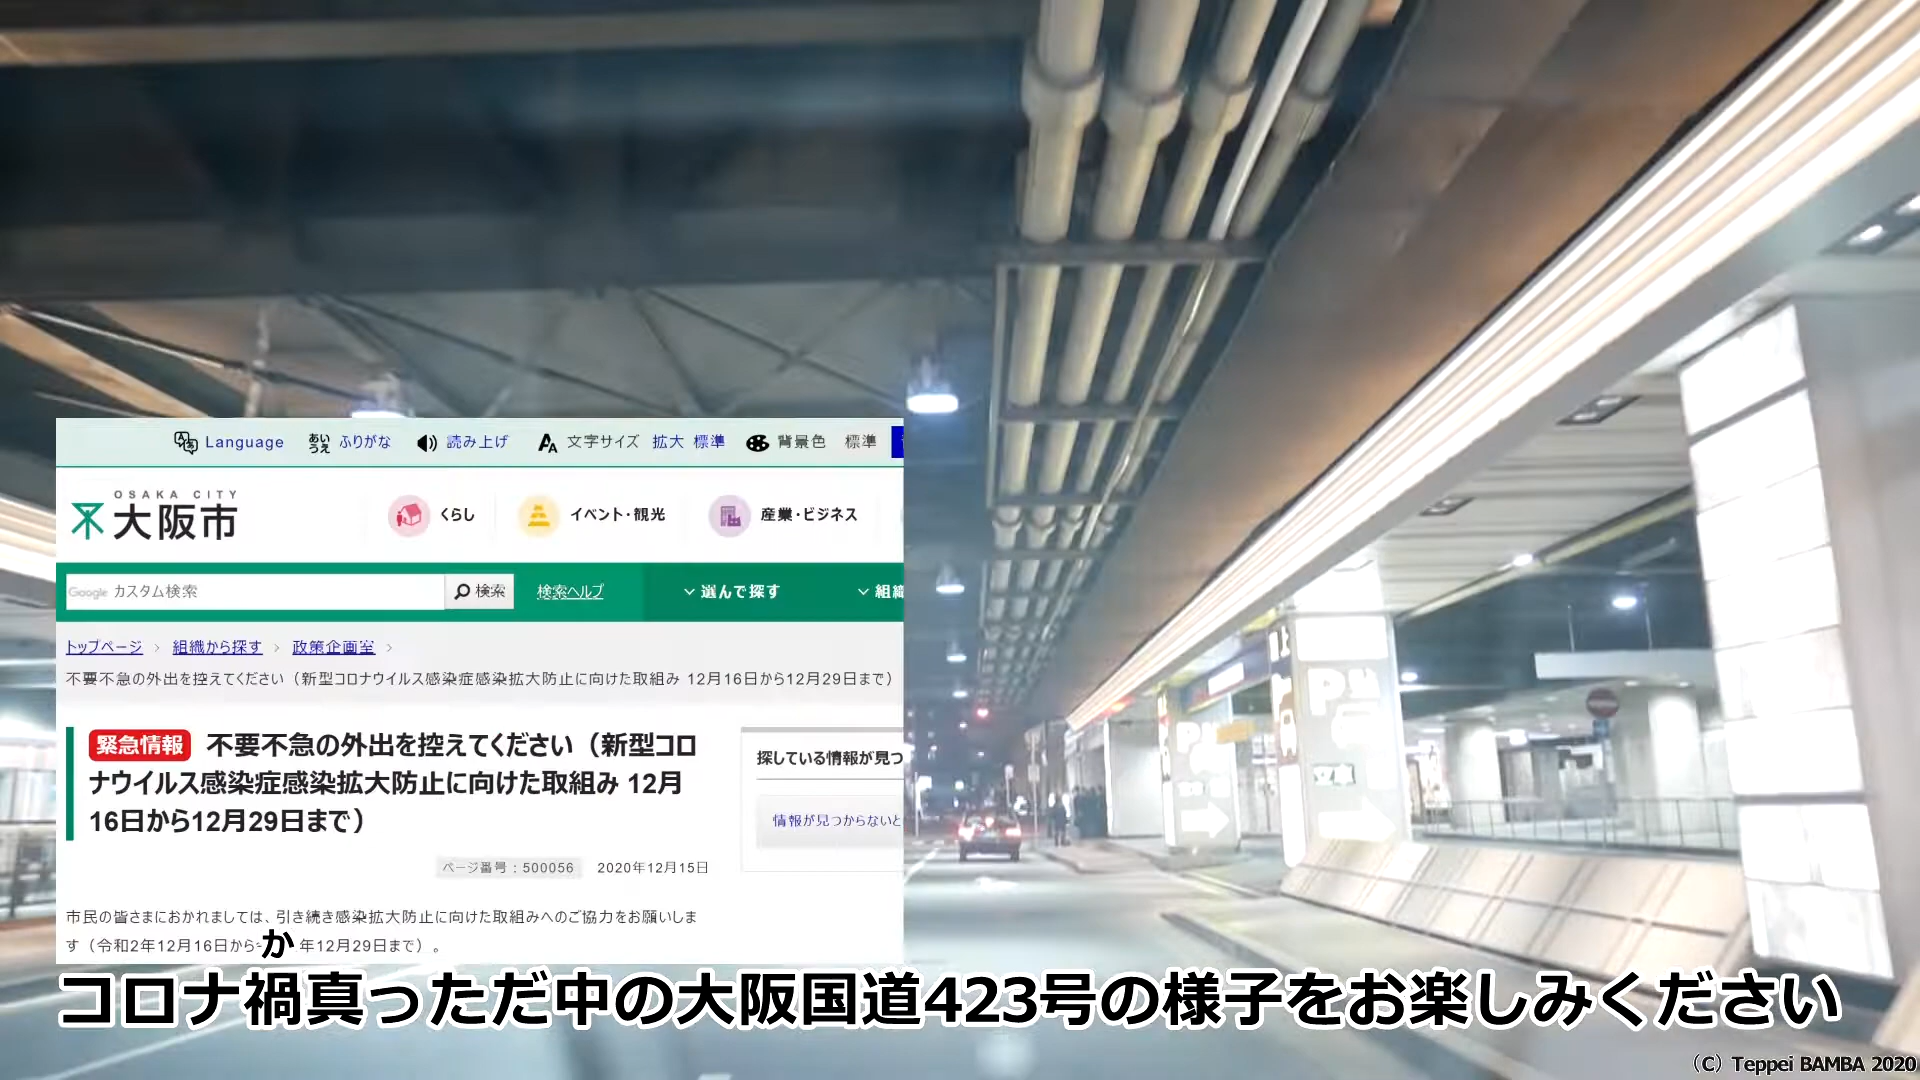 Language あいうえ ふりがな 読み上げ 文字サイズ 拡大 標準 背景色 標準
OSAKA CITY
大阪市
くらし イベント・観光 産業・ビジネス
Google カスタム検索 検索 検索ヘルプ 選んで探す 組織
トップページ 組織から探す 政策企画室
不要不急の外出を控えてください（新型コロナウイルス感染症感染拡大防止に向けた取組み 12月16日から12月29日まで）
緊急情報 不要不急の外出を控えてください（新型コロ
ナウイルス感染症感染拡大防止に向けた取組み 12月
16日から12月29日まで）
探している情報が見つ
情報が見つからないと
ページ番号：500056 2020年12月15日
市民の皆さまにおかれましては、引き続き感染拡大防止に向けた取組みへのご協力をお願いしま
す（令和2年12月16日から 年12月29日まで）。
か
コロナ禍真っただ中の大阪国道423号の様子をお楽しみください
（C）Teppei BAMBA 2020